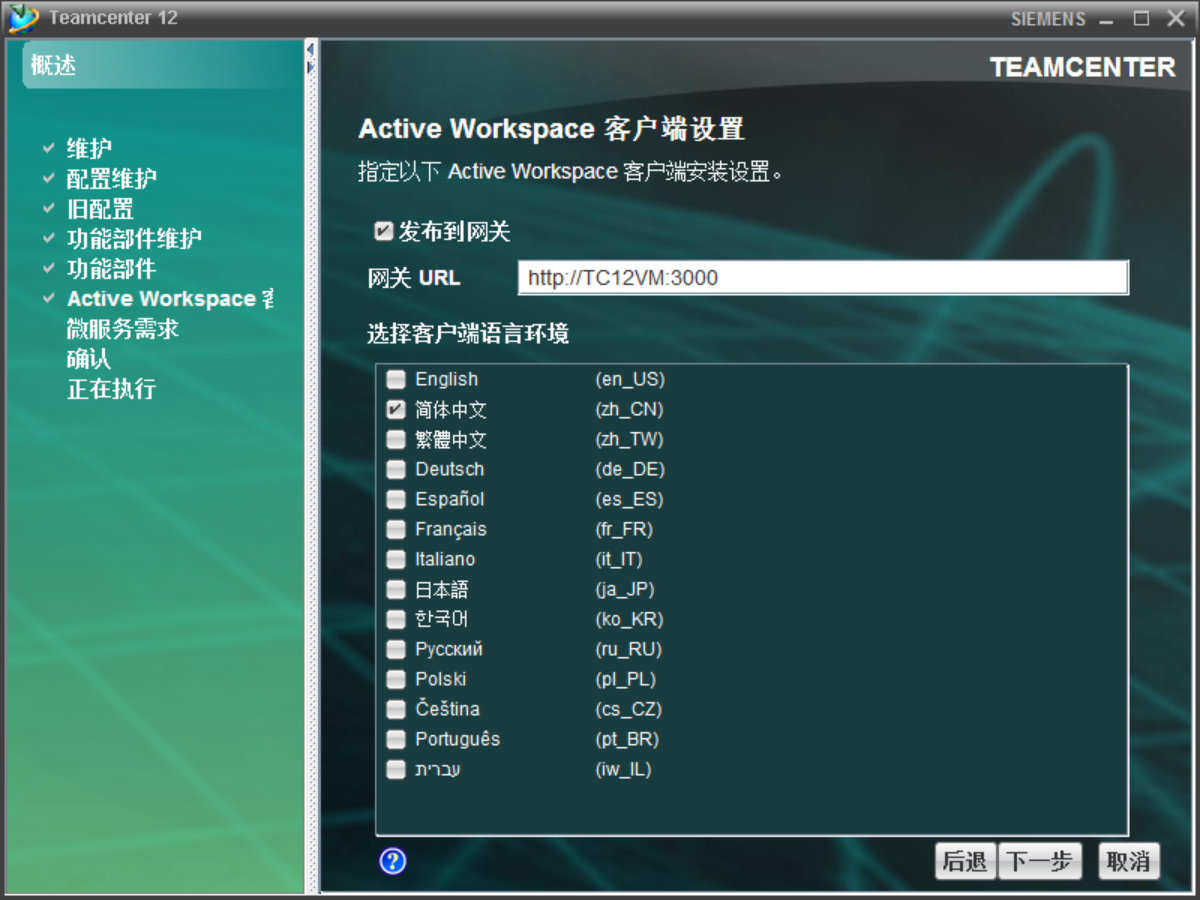 Teamcenter 12
SIEMENS
概述
TEAMCENTER
维护
配置维护
旧配置
功能部件维护
功能部件
Active Workspace
微服务需求
确认
正在执行
Active Workspace 客户端设置
指定以下 Active Workspace 客户端安装设置。
发布到网关
网关 URL http://TC12VM:3000
选择客户端语言环境
English (en_US)
简体中文 (zh_CN)
繁體中文 (zh_TW)
Deutsch (de_DE)
Español (es_ES)
Français (fr_FR)
Italiano (it_IT)
日本語 (ja_JP)
한국어 (ko_KR)
Русский (ru_RU)
Polski (pl_PL)
Čeština (cs_CZ)
Português (pt_BR)
עברית (iw_IL)
?
后退 下一步 取消